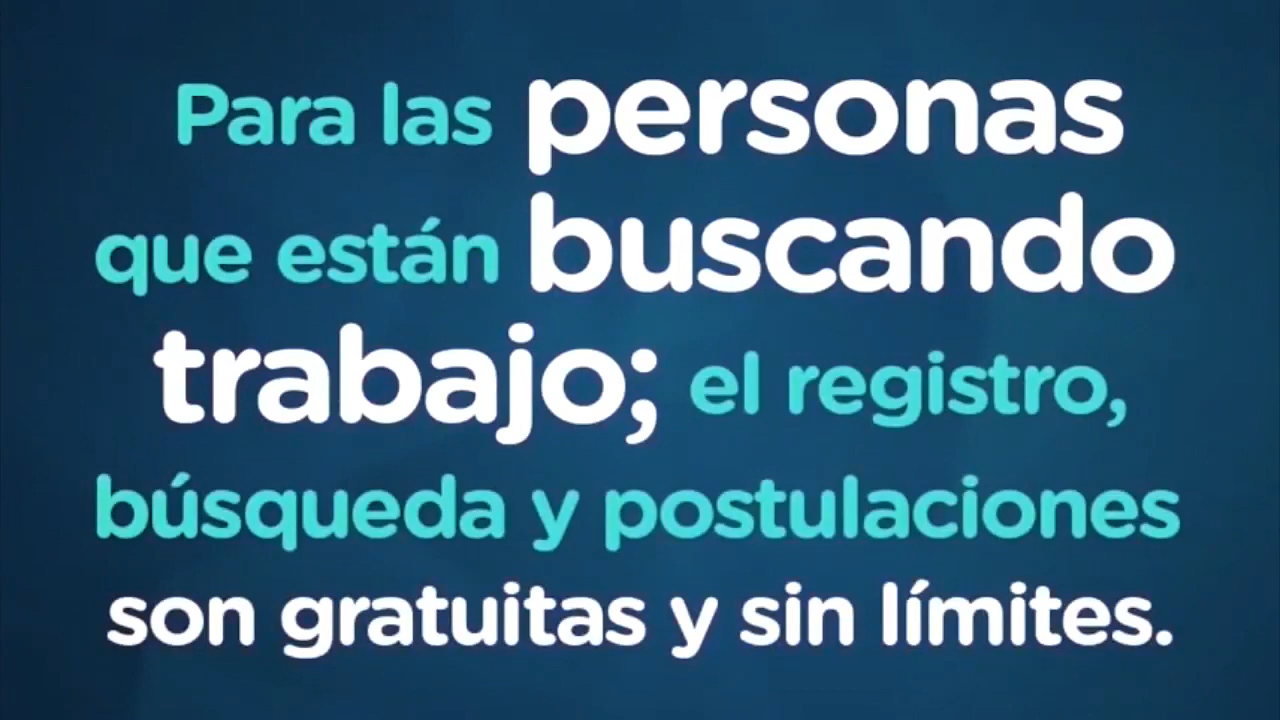 Para las personas
que están buscando
trabajo; el registro,
búsqueda y postulaciones
son gratuitas y sin límites.